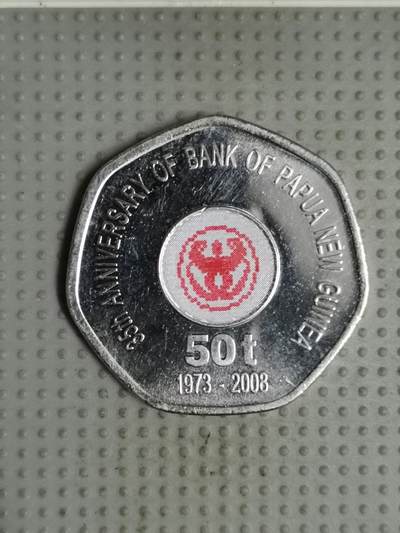 35th ANNIVERSARY OF BANK OF PAPUA NEW GUINEA
50t
1973 - 2008